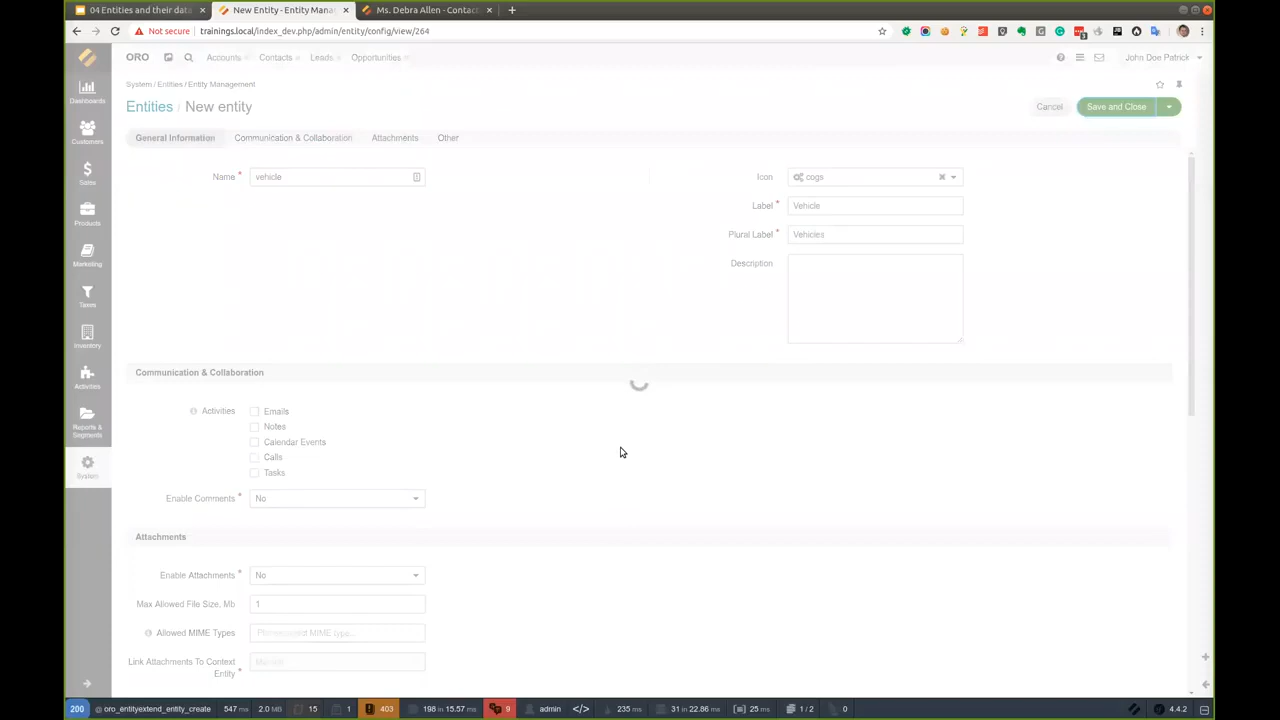 04 Entities and their data
New Entity - Entity Mana
Ms. Debra Allen - Contac
Not secure
trainings.local/index_dev.php/admin/entity/config/view/264
ORO
Accounts
Contacts
Leads
Opportunities
John Doe Patrick
System / Entities / Entity Management
Entities / New entity
Cancel
Save and Close
General Information
Communication & Collaboration
Attachments
Other
Dashboards
Customers
Sales
Products
Marketing
Taxes
Inventory
Activities
Reports &
Segments
System
Name *
vehicle
Icon
cogs
Label *
Vehicle
Plural Label *
Vehicles
Description
Communication & Collaboration
Activities
Emails
Notes
Calendar Events
Calls
Tasks
Enable Comments *
No
Attachments
Enable Attachments *
No
Max Allowed File Size, Mb
1
Allowed MIME Types
Link Attachments To Context
Entity *
200 @ oro_entityextend_entity_create 547 ms 2.0 MB 15 1 403 198 in 15.57 ms 9 admin </> 235 ms 31 in 22.86 ms 25 ms 1 / 2 0 4.4.2